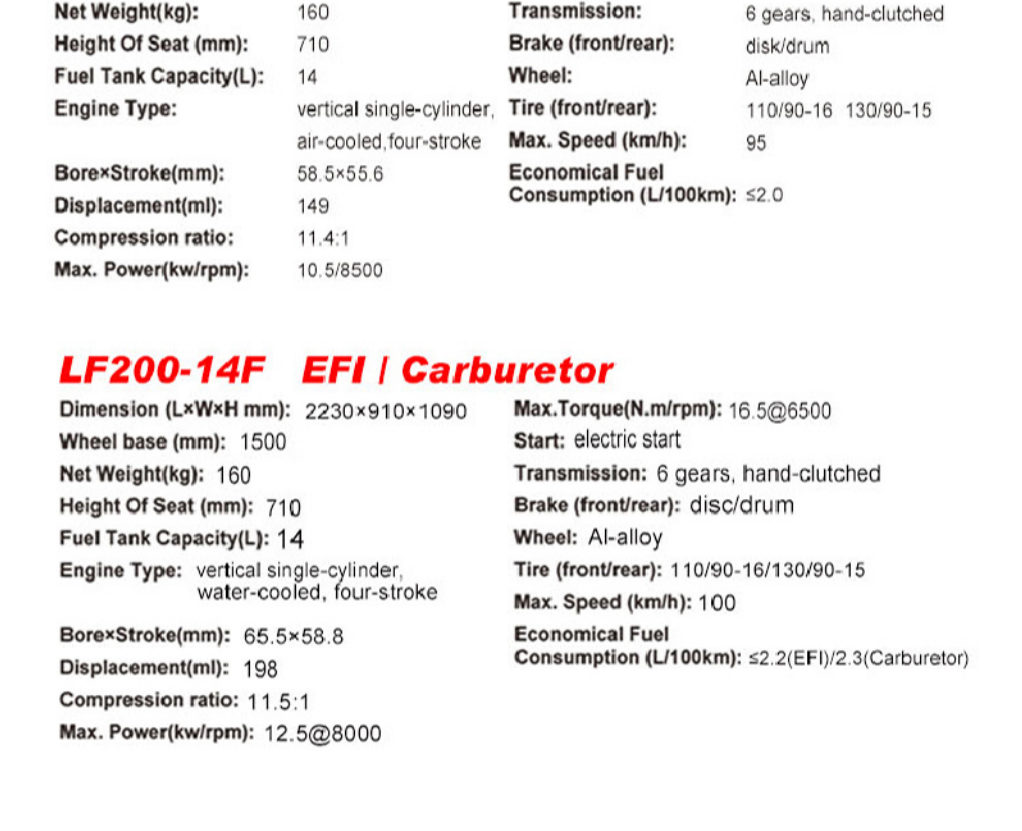 Net Weight(kg): 160
Height Of Seat (mm): 710
Fuel Tank Capacity(L): 14
Engine Type: vertical single-cylinder,
air-cooled,four-stroke
Bore×Stroke(mm): 58.5×55.6
Displacement(ml): 149
Compression ratio: 11.4:1
Max. Power(kw/rpm): 10.5/8500
Transmission: 6 gears, hand-clutched
Brake (front/rear): disk/drum
Wheel: Al-alloy
Tire (front/rear): 110/90-16 130/90-15
Max. Speed (km/h): 95
Economical Fuel
Consumption (L/100km): ≤2.0
LF200-14F EFI / Carburetor
Dimension (L×W×H mm): 2230×910×1090
Wheel base (mm): 1500
Net Weight(kg): 160
Height Of Seat (mm): 710
Fuel Tank Capacity(L): 14
Engine Type: vertical single-cylinder,
water-cooled, four-stroke
Bore×Stroke(mm): 65.5×58.8
Displacement(ml): 198
Compression ratio: 11.5:1
Max. Power(kw/rpm): 12.5@8000
Max.Torque(N.m/rpm): 16.5@6500
Start: electric start
Transmission: 6 gears, hand-clutched
Brake (front/rear): disc/drum
Wheel: Al-alloy
Tire (front/rear): 110/90-16/130/90-15
Max. Speed (km/h): 100
Economical Fuel
Consumption (L/100km): ≤2.2(EFI)/2.3(Carburetor)